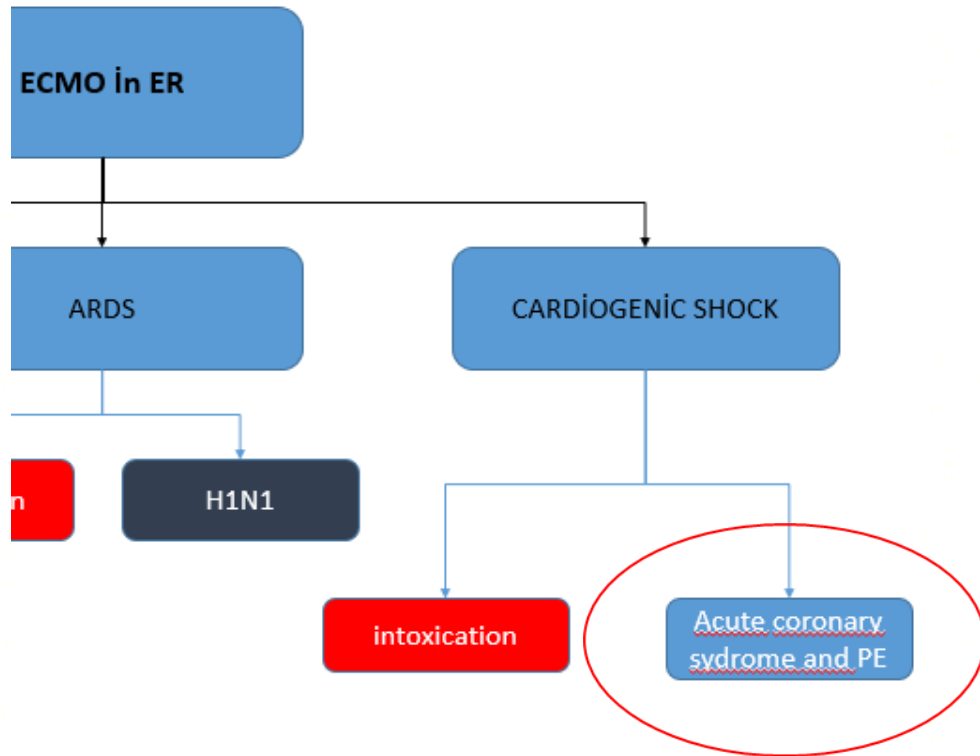 ECMO İn ER
ARDS
CARDİOGENİC SHOCK
n
H1N1
intoxication
Acute coronary
sydrome and PE